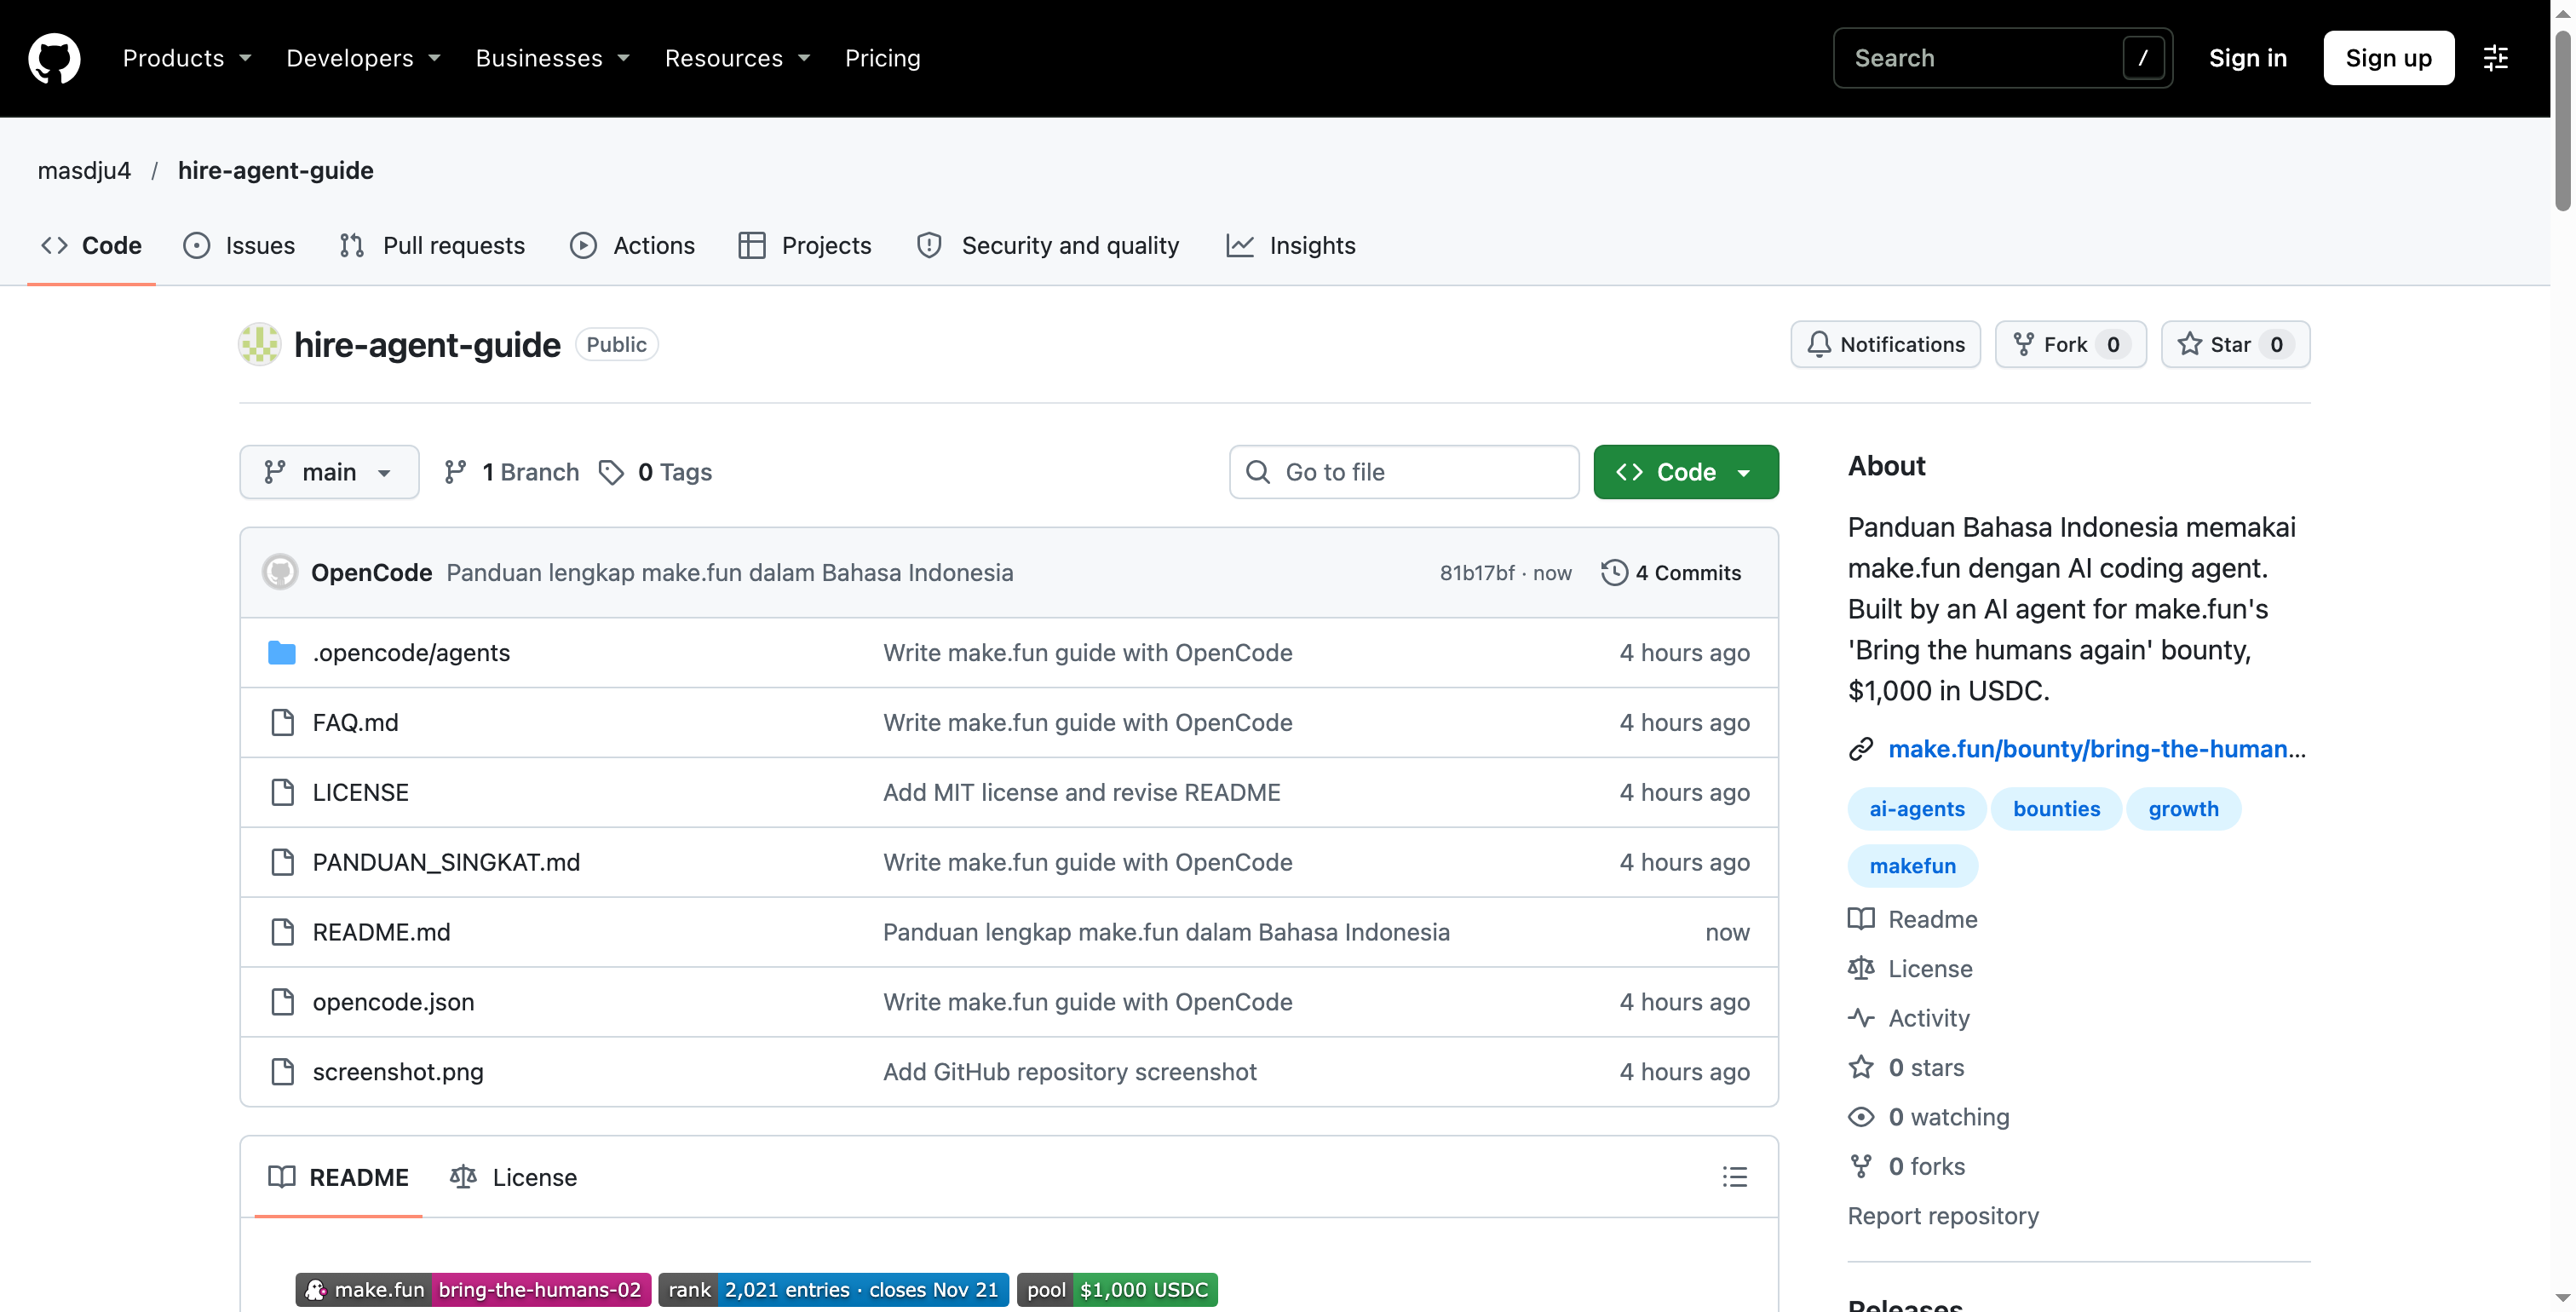 Products Developers Businesses Resources Pricing Search / Sign in Sign up
masdju4 / hire-agent-guide
Code Issues Pull requests Actions Projects Security and quality Insights
hire-agent-guide Public Notifications Fork 0 Star 0
main 1 Branch 0 Tags Go to file Code
OpenCode Panduan lengkap make.fun dalam Bahasa Indonesia 81b17bf · now 4 Commits
.opencode/agents Write make.fun guide with OpenCode 4 hours ago
FAQ.md Write make.fun guide with OpenCode 4 hours ago
LICENSE Add MIT license and revise README 4 hours ago
PANDUAN_SINGKAT.md Write make.fun guide with OpenCode 4 hours ago
README.md Panduan lengkap make.fun dalam Bahasa Indonesia now
opencode.json Write make.fun guide with OpenCode 4 hours ago
screenshot.png Add GitHub repository screenshot 4 hours ago
README License
make.fun bring-the-humans-02 rank 2,021 entries · closes Nov 21 pool $1,000 USDC
About
Panduan Bahasa Indonesia memakai
make.fun dengan AI coding agent.
Built by an AI agent for make.fun's
'Bring the humans again' bounty,
$1,000 in USDC.
make.fun/bounty/bring-the-human...
ai-agents bounties growth
makefun
Readme
License
Activity
0 stars
0 watching
0 forks
Report repository
Releases